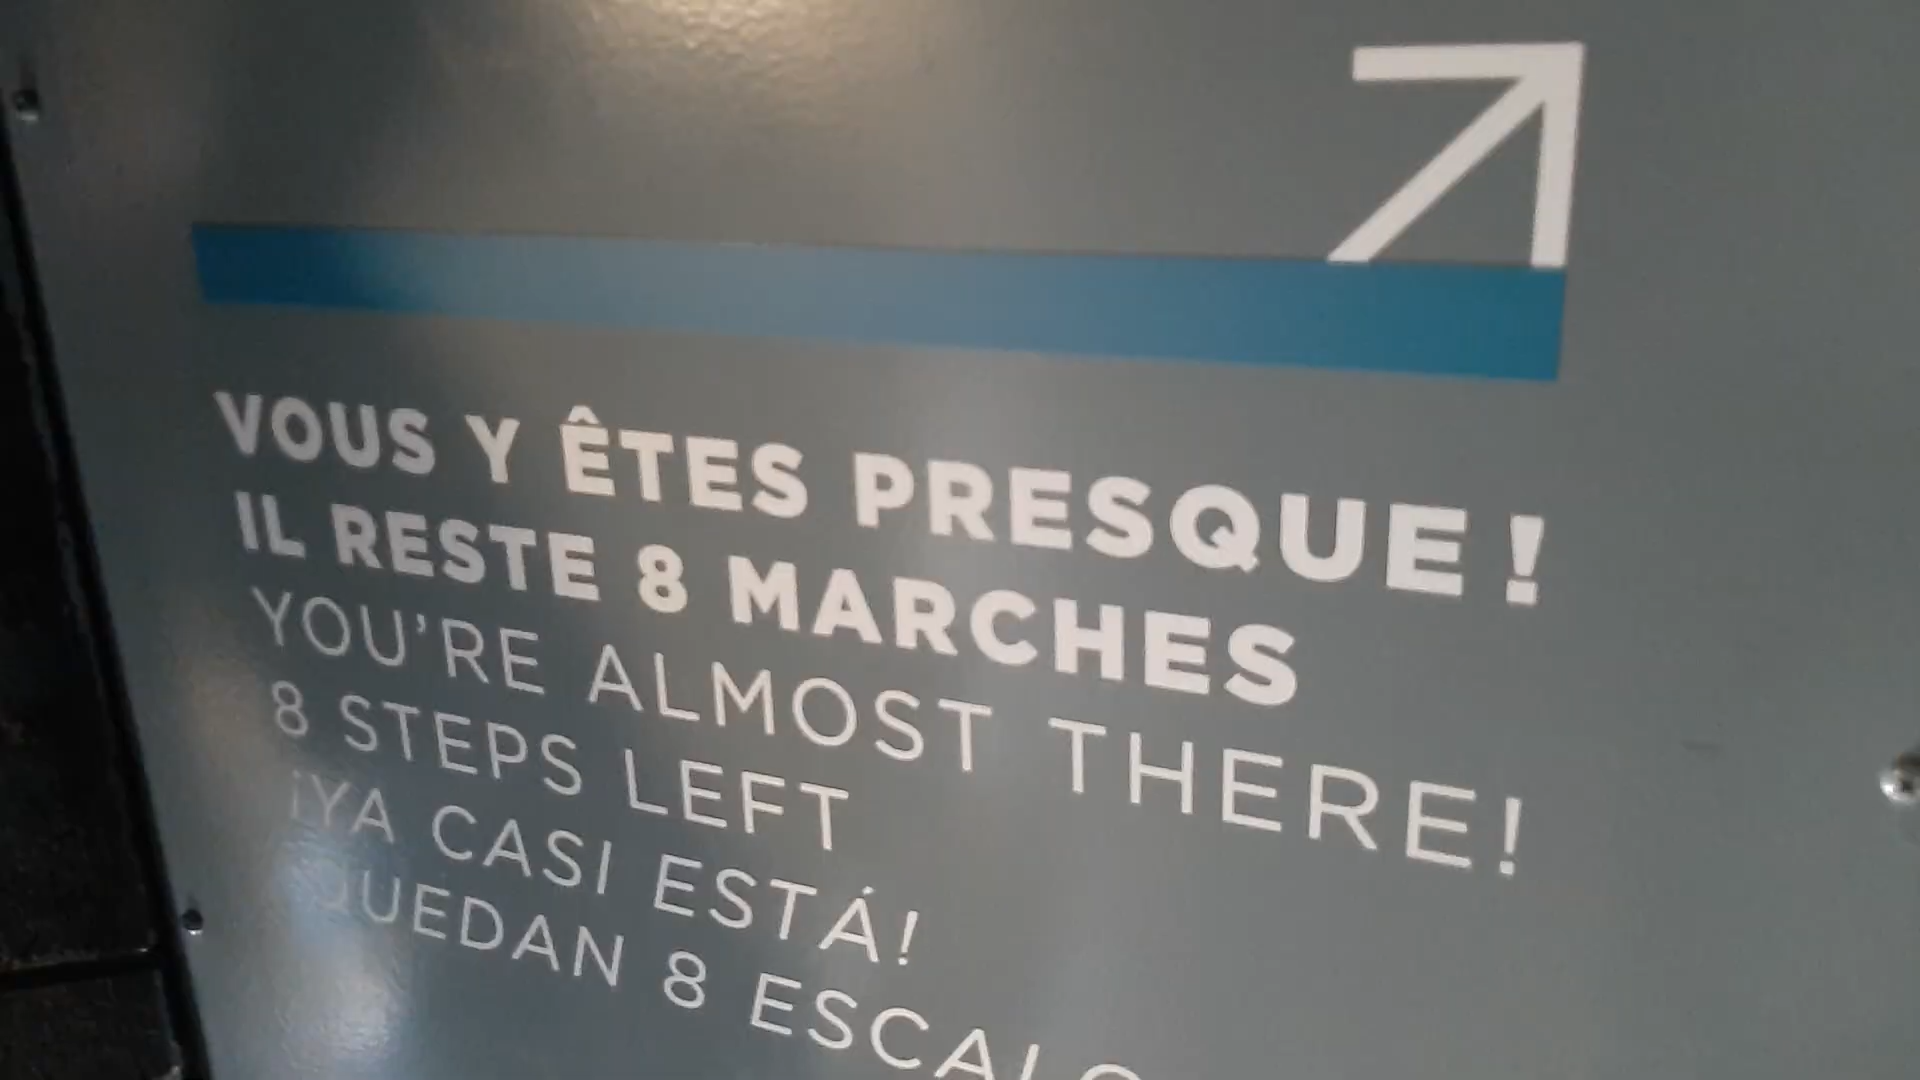 VOUS Y ÊTES PRESQUE !
IL RESTE 8 MARCHES
YOU'RE ALMOST THERE!
8 STEPS LEFT
¡YA CASI ESTÁ!
QUEDAN 8